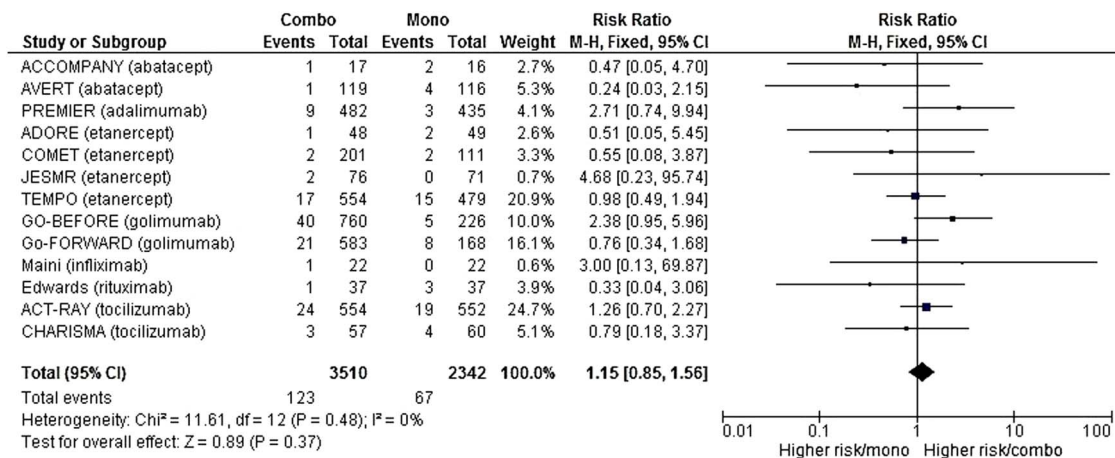 Combo Mono Risk Ratio Risk Ratio
Study or Subgroup Events Total Events Total Weight M-H, Fixed, 95% CI M-H, Fixed, 95% CI
ACCOMPANY (abatacept) 1 17 2 16 2.7% 0.47 [0.05, 4.70]
AVERT (abatacept) 1 119 4 116 5.3% 0.24 [0.03, 2.15]
PREMIER (adalimumab) 9 482 3 435 4.1% 2.71 [0.74, 9.94]
ADORE (etanercept) 1 48 2 49 2.6% 0.51 [0.05, 5.45]
COMET (etanercept) 2 201 2 111 3.3% 0.55 [0.08, 3.87]
JESMR (etanercept) 2 76 0 71 0.7% 4.68 [0.23, 95.74]
TEMPO (etanercept) 17 554 15 479 20.9% 0.98 [0.49, 1.94]
GO-BEFORE (golimumab) 40 760 5 226 10.0% 2.38 [0.95, 5.96]
Go-FORWARD (golimumab) 21 583 8 168 16.1% 0.76 [0.34, 1.68]
Maini (infliximab) 1 22 0 22 0.6% 3.00 [0.13, 69.87]
Edwards (rituximab) 1 37 3 37 3.9% 0.33 [0.04, 3.06]
ACT-RAY (tocilizumab) 24 554 19 552 24.7% 1.26 [0.70, 2.27]
CHARISMA (tocilizumab) 3 57 4 60 5.1% 0.79 [0.18, 3.37]
Total (95% CI) 3510 2342 100.0% 1.15 [0.85, 1.56]
Total events 123 67
Heterogeneity: Chi² = 11.61, df = 12 (P = 0.48); I² = 0%
Test for overall effect: Z = 0.89 (P = 0.37)
0.01 0.1 1 10 100
Higher risk/mono Higher risk/combo